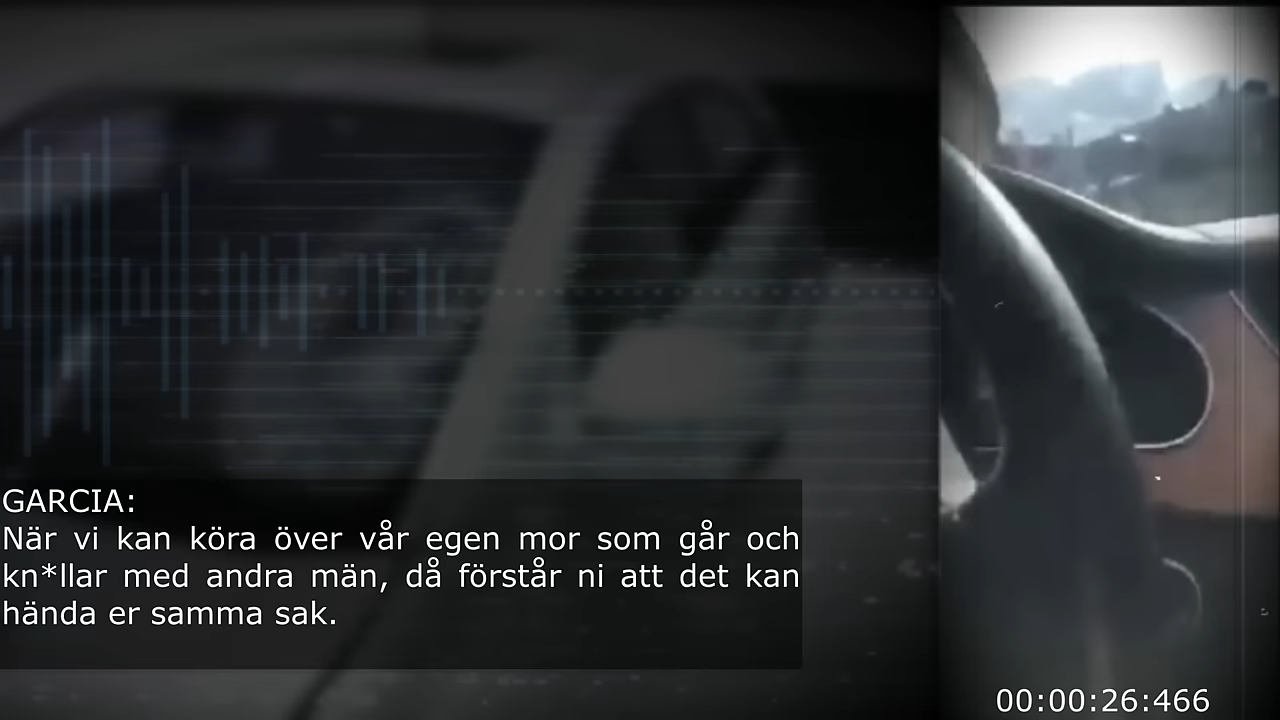 GARCIA:
När vi kan köra över vår egen mor som går och
kn*llar med andra män, då förstår ni att det kan
hända er samma sak.
00:00:26:466